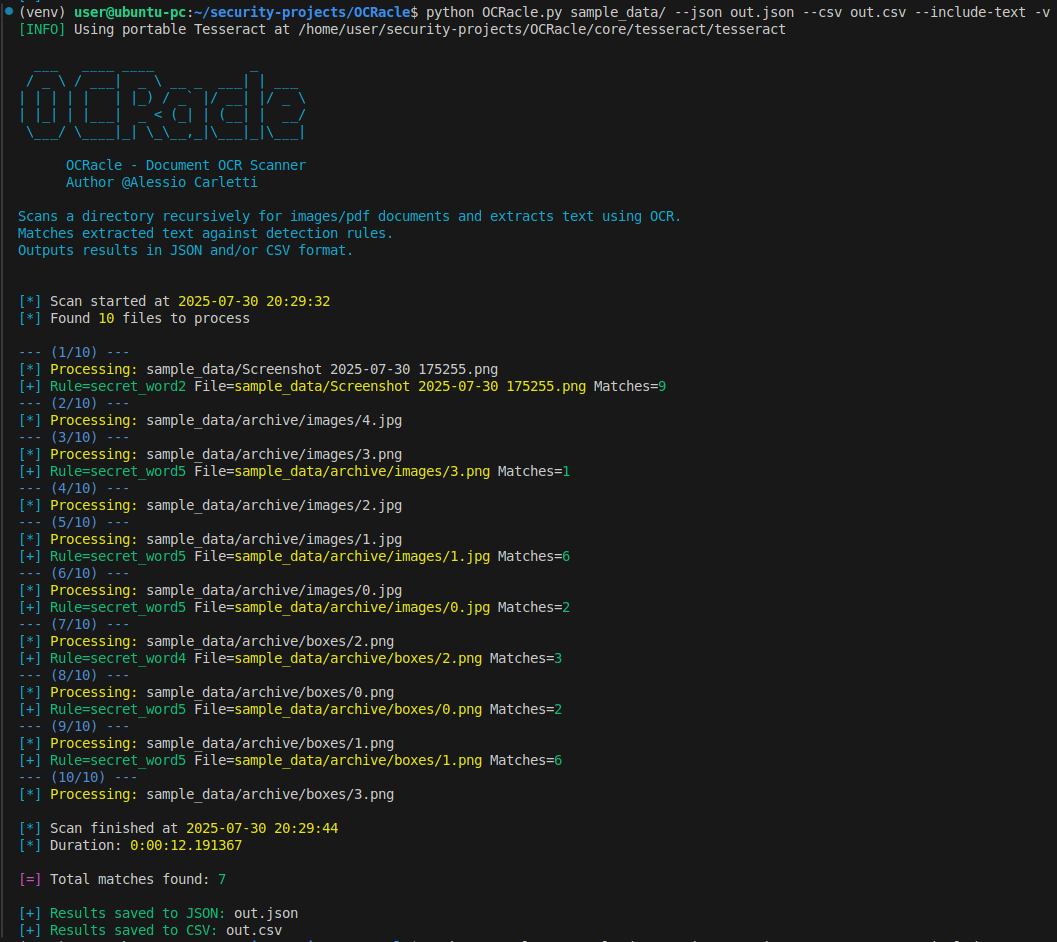 (venv) user@ubuntu-pc:~/security-projects/OCRacle$ python OCRacle.py sample_data/ --json out.json --csv out.csv --include-text -v
[INFO] Using portable Tesseract at /home/user/security-projects/OCRacle/core/tesseract/tesseract
OCRacle
OCRacle - Document OCR Scanner
Author @Alessio Carletti
Scans a directory recursively for images/pdf documents and extracts text using OCR.
Matches extracted text against detection rules.
Outputs results in JSON and/or CSV format.
[*] Scan started at 2025-07-30 20:29:32
[*] Found 10 files to process
--- (1/10) ---
[*] Processing: sample_data/Screenshot 2025-07-30 175255.png
[+] Rule=secret_word2 File=sample_data/Screenshot 2025-07-30 175255.png Matches=9
--- (2/10) ---
[*] Processing: sample_data/archive/images/4.jpg
--- (3/10) ---
[*] Processing: sample_data/archive/images/3.png
[+] Rule=secret_word5 File=sample_data/archive/images/3.png Matches=1
--- (4/10) ---
[*] Processing: sample_data/archive/images/2.jpg
--- (5/10) ---
[*] Processing: sample_data/archive/images/1.jpg
[+] Rule=secret_word5 File=sample_data/archive/images/1.jpg Matches=6
--- (6/10) ---
[*] Processing: sample_data/archive/images/0.jpg
[+] Rule=secret_word5 File=sample_data/archive/images/0.jpg Matches=2
--- (7/10) ---
[*] Processing: sample_data/archive/boxes/2.png
[+] Rule=secret_word4 File=sample_data/archive/boxes/2.png Matches=3
--- (8/10) ---
[*] Processing: sample_data/archive/boxes/0.png
[+] Rule=secret_word5 File=sample_data/archive/boxes/0.png Matches=2
--- (9/10) ---
[*] Processing: sample_data/archive/boxes/1.png
[+] Rule=secret_word5 File=sample_data/archive/boxes/1.png Matches=6
--- (10/10) ---
[*] Processing: sample_data/archive/boxes/3.png
[*] Scan finished at 2025-07-30 20:29:44
[*] Duration: 0:00:12.191367
[=] Total matches found: 7
[+] Results saved to JSON: out.json
[+] Results saved to CSV: out.csv